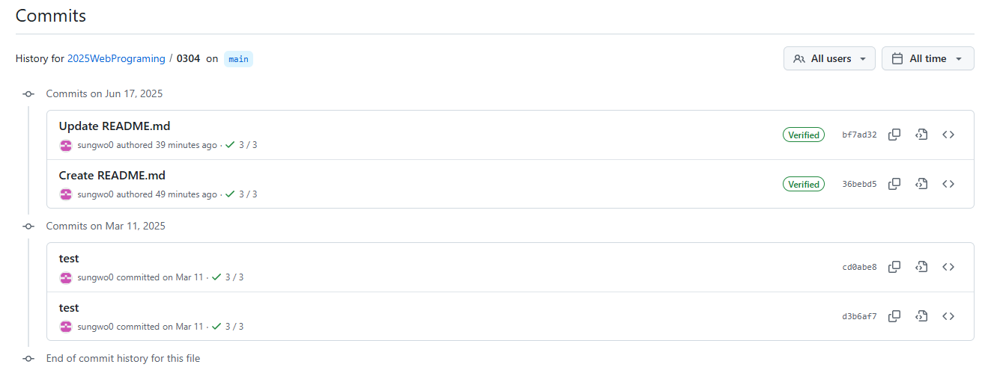 Commits
History for 2025WebPrograming / 0304 on main
All users
All time
Commits on Jun 17, 2025
Update README.md
sungwo0 authored 39 minutes ago · 3 / 3
Verified
bf7ad32
Create README.md
sungwo0 authored 49 minutes ago · 3 / 3
Verified
36bebd5
Commits on Mar 11, 2025
test
sungwo0 committed on Mar 11 · 3 / 3
cd0abe8
test
sungwo0 committed on Mar 11 · 3 / 3
d3b6af7
End of commit history for this file